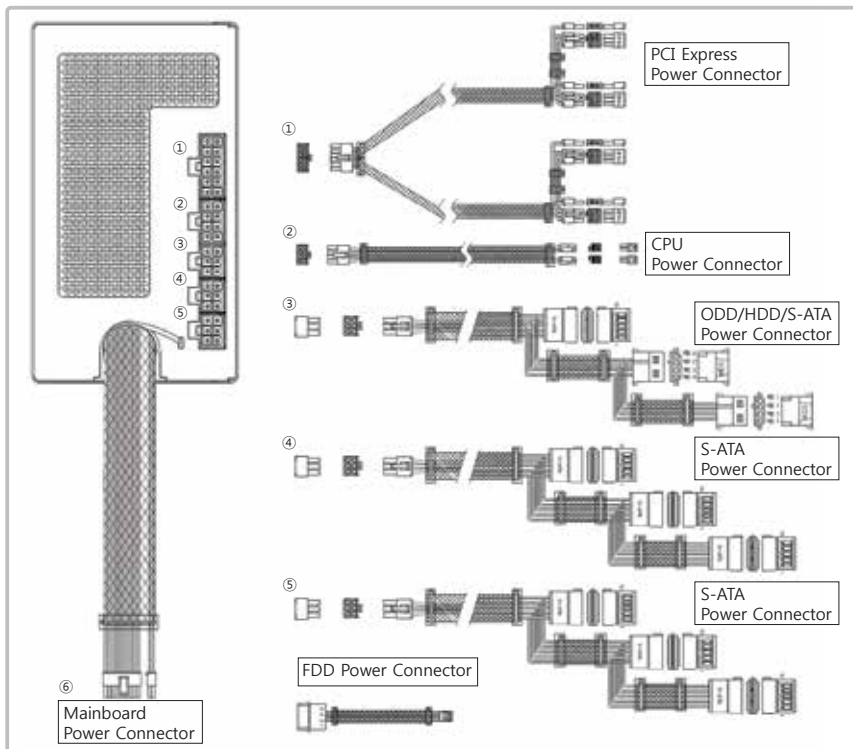 ①
②
③
④
⑤
⑥
Mainboard
Power Connector
①
PCI Express
Power Connector
②
CPU
Power Connector
③
ODD/HDD/S-ATA
Power Connector
④
S-ATA
Power Connector
⑤
S-ATA
Power Connector
FDD Power Connector